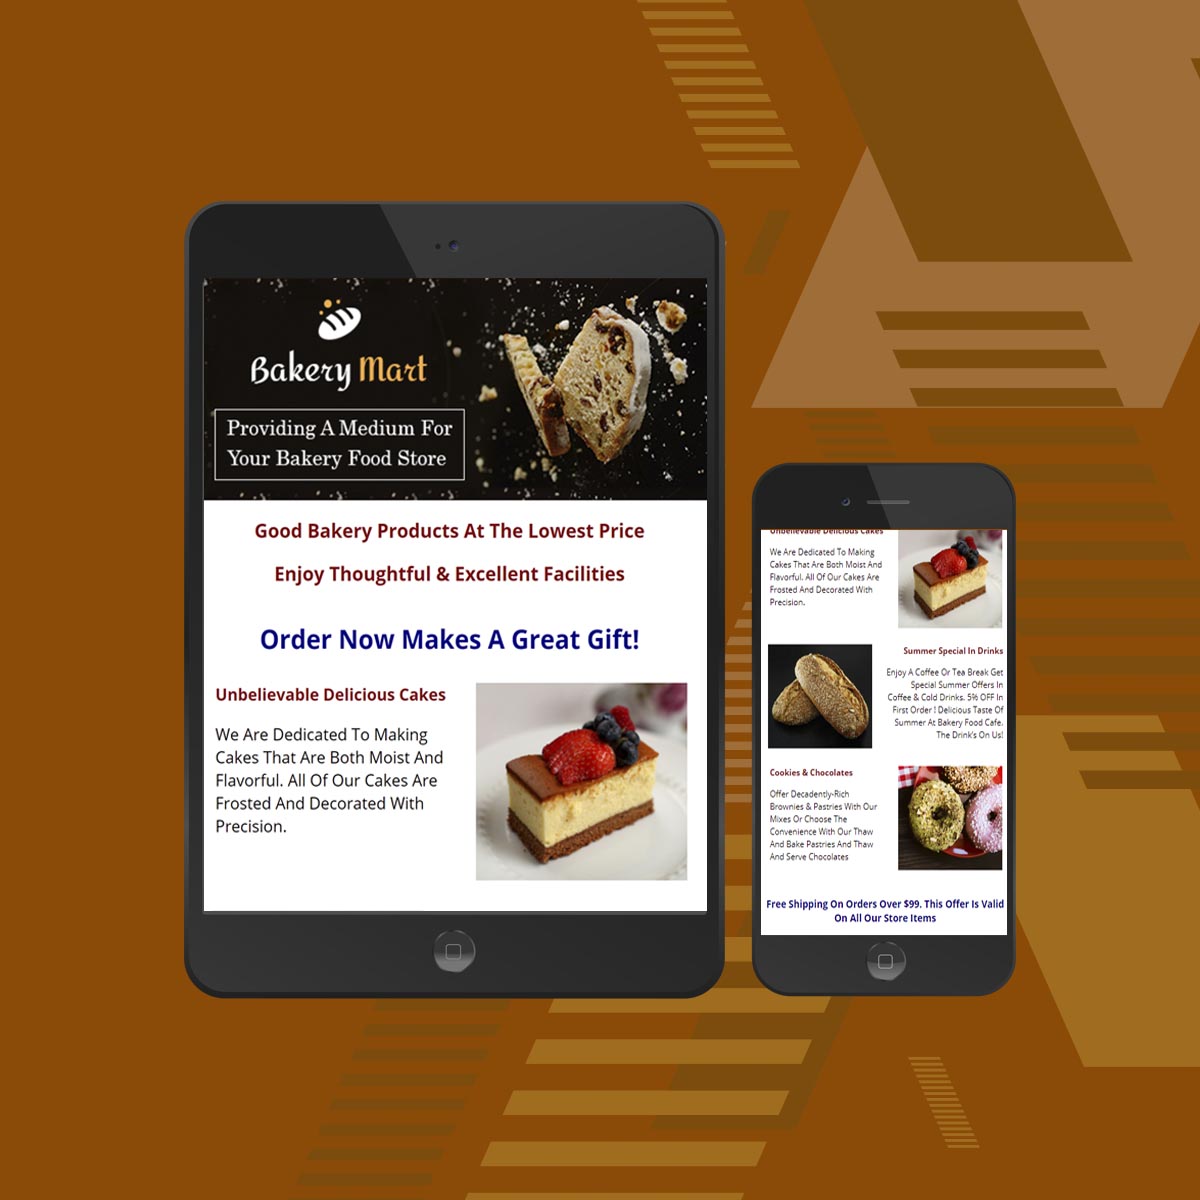 Bakery Mart
Providing A Medium For
Your Bakery Food Store
Good Bakery Products At The Lowest Price
Enjoy Thoughtful & Excellent Facilities
Order Now Makes A Great Gift!
Unbelievable Delicious Cakes
We Are Dedicated To Making
Cakes That Are Both Moist And
Flavorful. All Of Our Cakes Are
Frosted And Decorated With
Precision.
Unbelievable Delicious Cakes
We Are Dedicated To Making
Cakes That Are Both Moist And
Flavorful. All Of Our Cakes Are
Frosted And Decorated With
Precision.
Summer Special In Drinks
Enjoy A Coffee Or Tea Break Get
Special Summer Offers In
Coffee & Cold Drinks. 5% OFF In
First Order ! Delicious Taste Of
Summer At Bakery Food Cafe.
The Drink's On Us!
Cookies & Chocolates
Offer Decadently-Rich
Brownies & Pastries With Our
Mixes Or Choose The
Convenience With Our Thaw
And Bake Pastries And Thaw
And Serve Chocolates
Free Shipping On Orders Over $99. This Offer Is Valid
On All Our Store Items